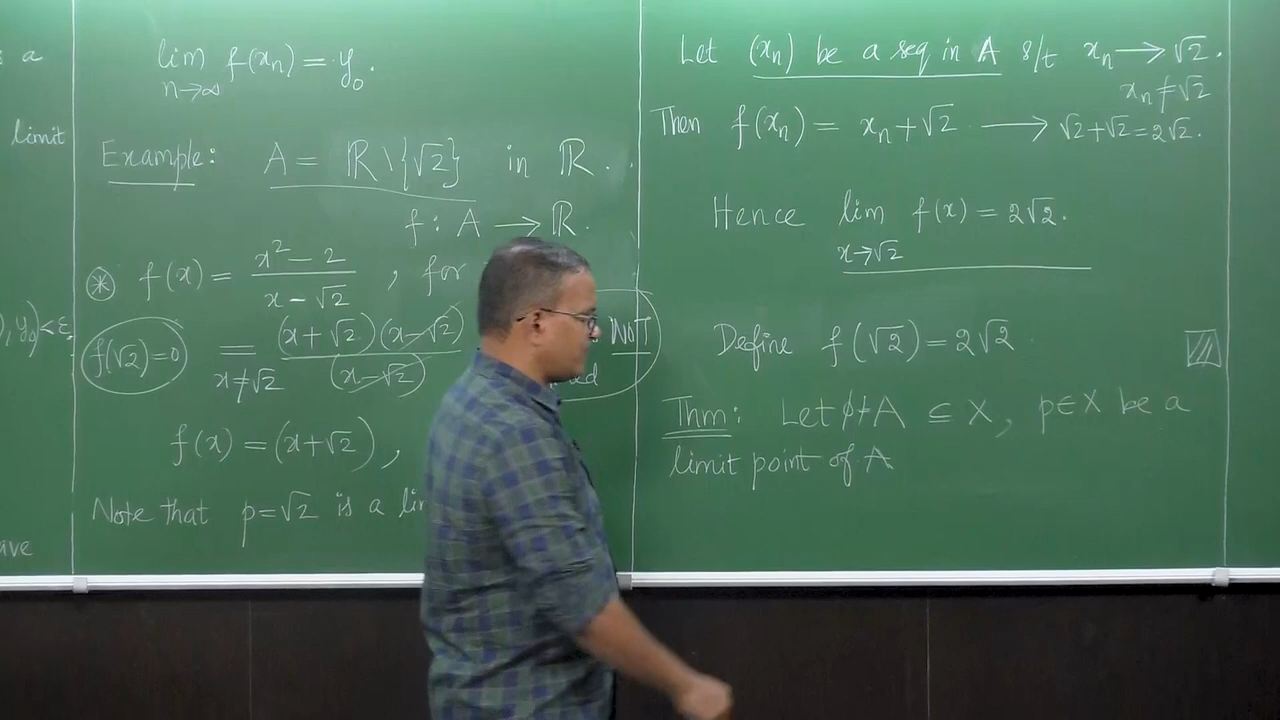 s a
limit
), y₀) < ε
ave
lim f(xₙ) = y₀.
n→∞
Example: A = ℝ \ {√2} in ℝ.
f : A → ℝ.
⊛ f(x) = (x² − 2)/(x − √2), for
f(√2)=0 =_{x≠√2} (x + √2)(x − √2)/(x − √2) NOT
f(x) = (x + √2),
Note that p = √2 is a
Let (xₙ) be a seq in A s/t xₙ → √2.
xₙ ≠ √2
Then f(xₙ) = xₙ + √2 → √2 + √2 = 2√2.
Hence lim f(x) = 2√2.
x→√2
Define f(√2) = 2√2
Thm: Let ϕ ≠ A ⊆ X, p ∈ X be a
limit point of A